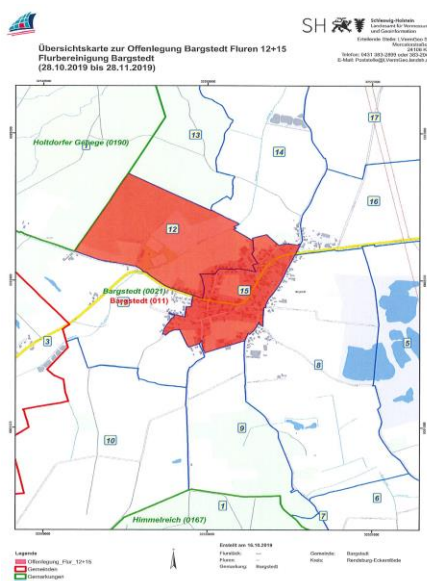 SH
Schleswig-Holstein
Landesamt für Vermessung
und Geoinformation
Übersichtskarte zur Offenlegung Bargstedt Fluren 12+15
Flurbereinigung Bargstedt
(28.10.2019 bis 28.11.2019)
17
13
14
Holtdorfer Gehege (0190)
16
12
Bargstedt (0021)
Bargstedt (011)
15
3
5
8
10
9
6
1
7
Himmelreich (0167)
Erstellt am 16.10.2019
Legende
Offenlegung_Flur_12+15
Gemeinden
Gemarkungen
Flurstück:
Flure:
Gemarkung: Bargstedt
Gemeinde: Bargstedt
Kreis: Rendsburg-Eckernförde